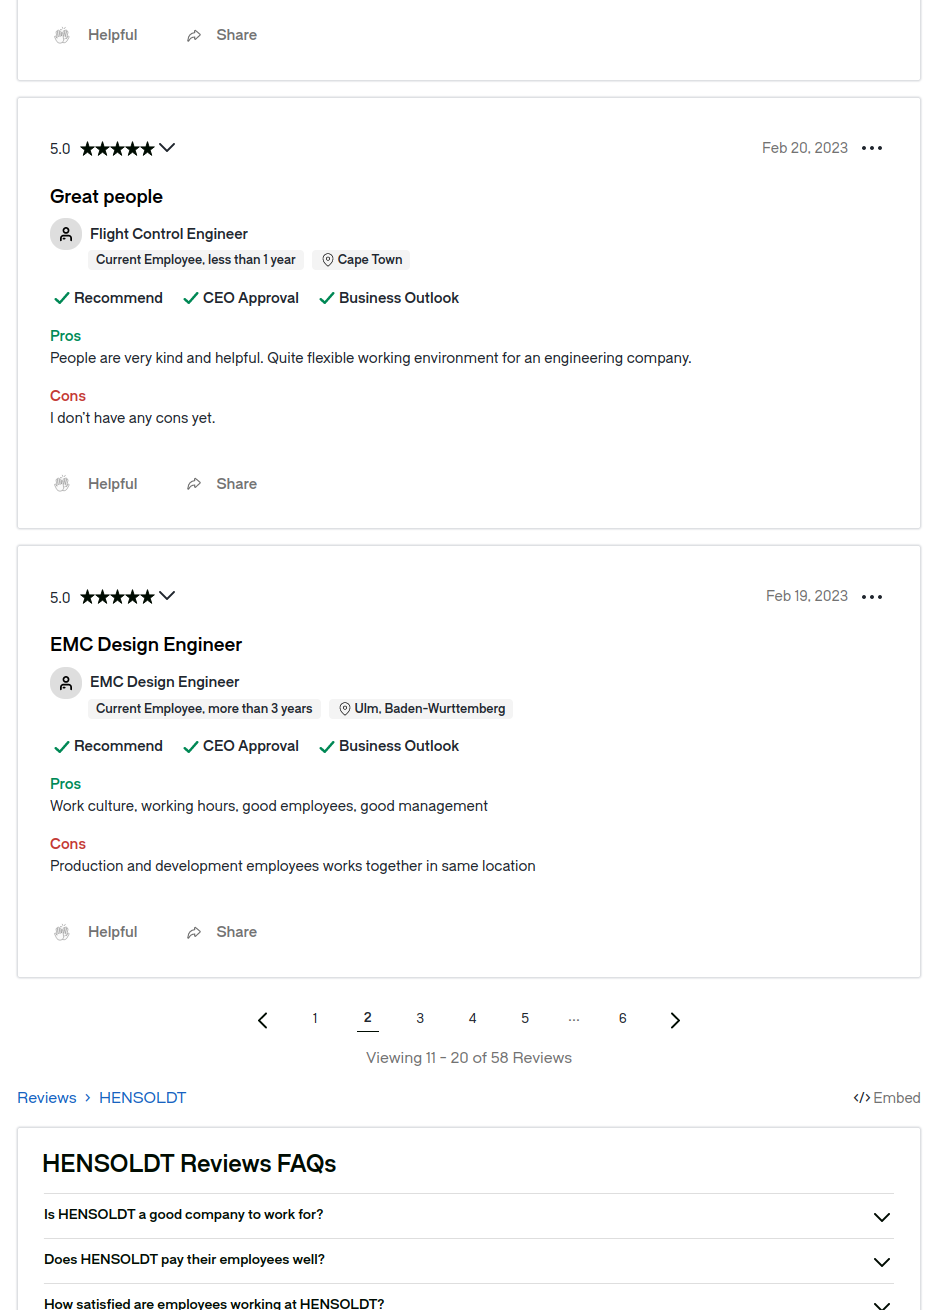 Helpful Share
5.0 Feb 20, 2023
Great people
Flight Control Engineer
Current Employee, less than 1 year Cape Town
Recommend CEO Approval Business Outlook
Pros
People are very kind and helpful. Quite flexible working environment for an engineering company.
Cons
I don't have any cons yet.
Helpful Share
5.0 Feb 19, 2023
EMC Design Engineer
EMC Design Engineer
Current Employee, more than 3 years Ulm, Baden-Wurttemberg
Recommend CEO Approval Business Outlook
Pros
Work culture, working hours, good employees, good management
Cons
Production and development employees works together in same location
Helpful Share
1 2 3 4 5 ... 6
Viewing 11 - 20 of 58 Reviews
Reviews > HENSOLDT </> Embed
HENSOLDT Reviews FAQs
Is HENSOLDT a good company to work for?
Does HENSOLDT pay their employees well?
How satisfied are employees working at HENSOLDT?